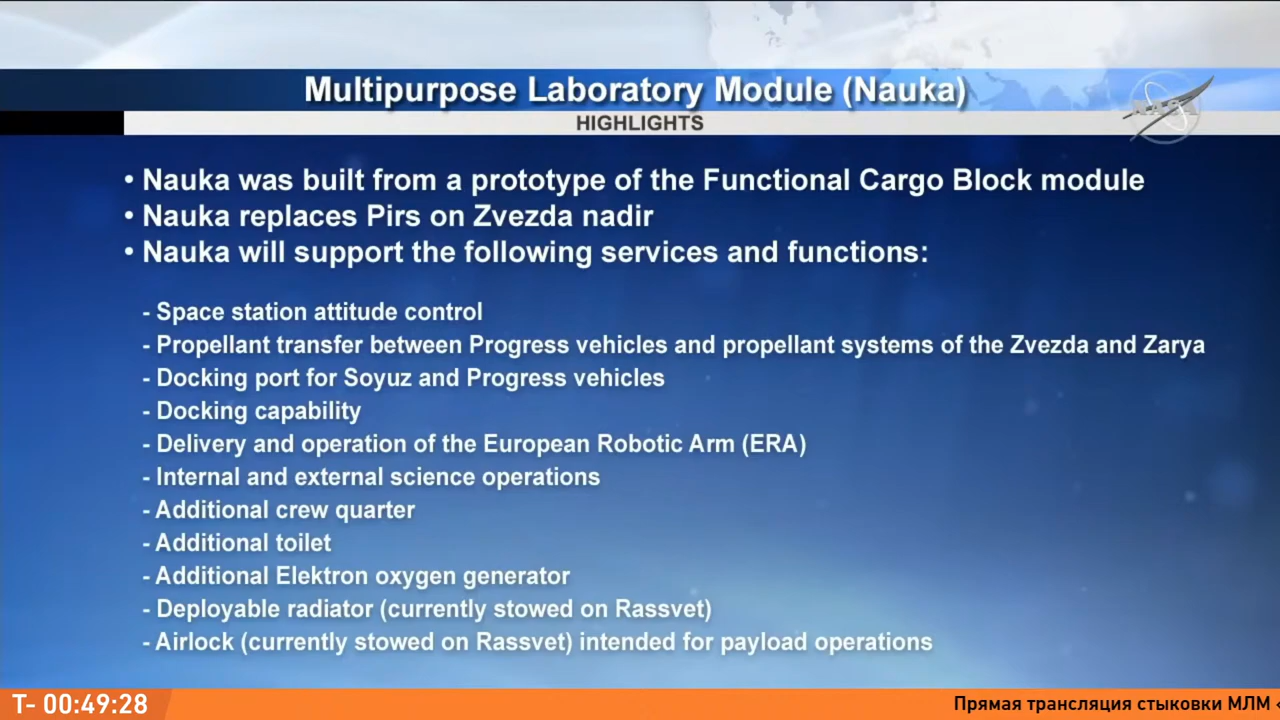 Multipurpose Laboratory Module (Nauka)
HIGHLIGHTS
NASA
• Nauka was built from a prototype of the Functional Cargo Block module
• Nauka replaces Pirs on Zvezda nadir
• Nauka will support the following services and functions:
- Space station attitude control
- Propellant transfer between Progress vehicles and propellant systems of the Zvezda and Zarya
- Docking port for Soyuz and Progress vehicles
- Docking capability
- Delivery and operation of the European Robotic Arm (ERA)
- Internal and external science operations
- Additional crew quarter
- Additional toilet
- Additional Elektron oxygen generator
- Deployable radiator (currently stowed on Rassvet)
- Airlock (currently stowed on Rassvet) intended for payload operations
T- 00:49:28
Прямая трансляция стыковки МЛМ «